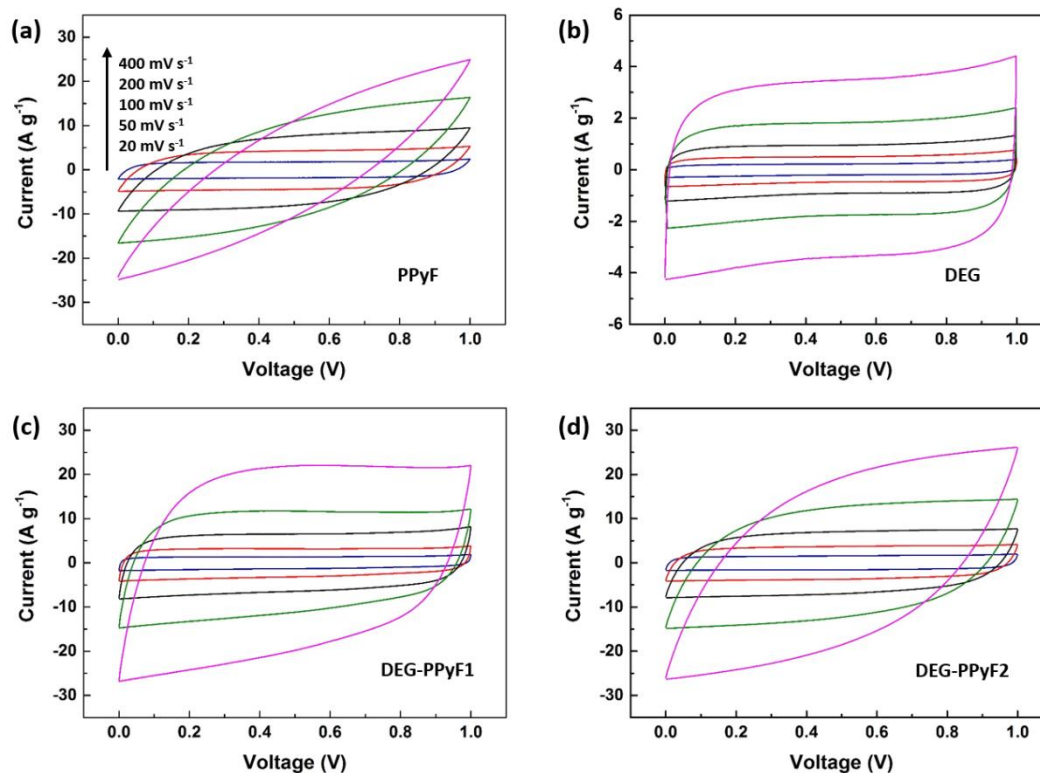 (a)
35
30
20
10
0
-10
-20
-30
400 mV s⁻¹
200 mV s⁻¹
100 mV s⁻¹
50 mV s⁻¹
20 mV s⁻¹
PPyF
Current (A g⁻¹)
0.0 0.2 0.4 0.6 0.8 1.0
Voltage (V)
(b)
6
4
2
0
-2
-4
-6
DEG
Current (A g⁻¹)
0.0 0.2 0.4 0.6 0.8 1.0
Voltage (V)
(c)
30
20
10
0
-10
-20
-30
DEG-PPyF1
Current (A g⁻¹)
0.0 0.2 0.4 0.6 0.8 1.0
Voltage (V)
(d)
30
20
10
0
-10
-20
-30
DEG-PPyF2
Current (A g⁻¹)
0.0 0.2 0.4 0.6 0.8 1.0
Voltage (V)